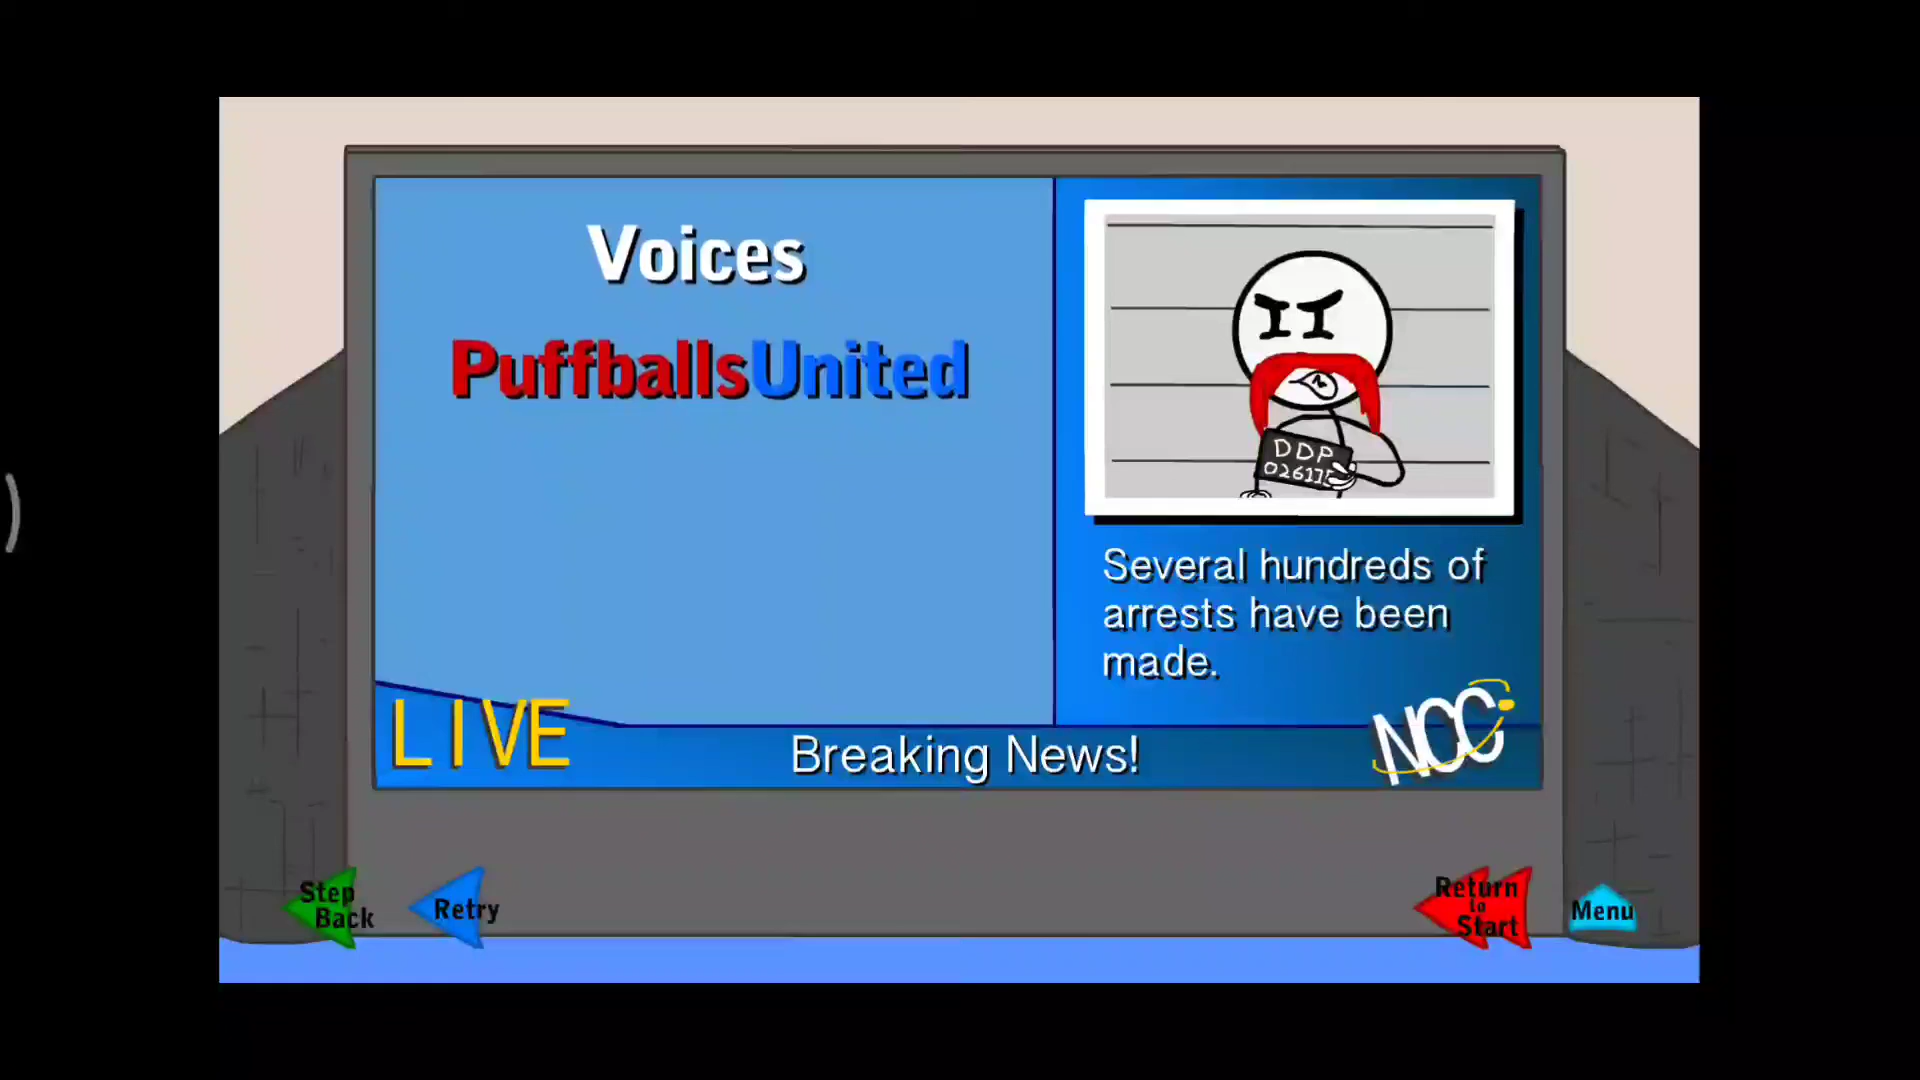 Voices
PuffballsUnited
DDP
Several hundreds of
arrests have been
made.
LIVE
Breaking News!
NCC
Step
Back
Retry
Return
to
Start
Menu